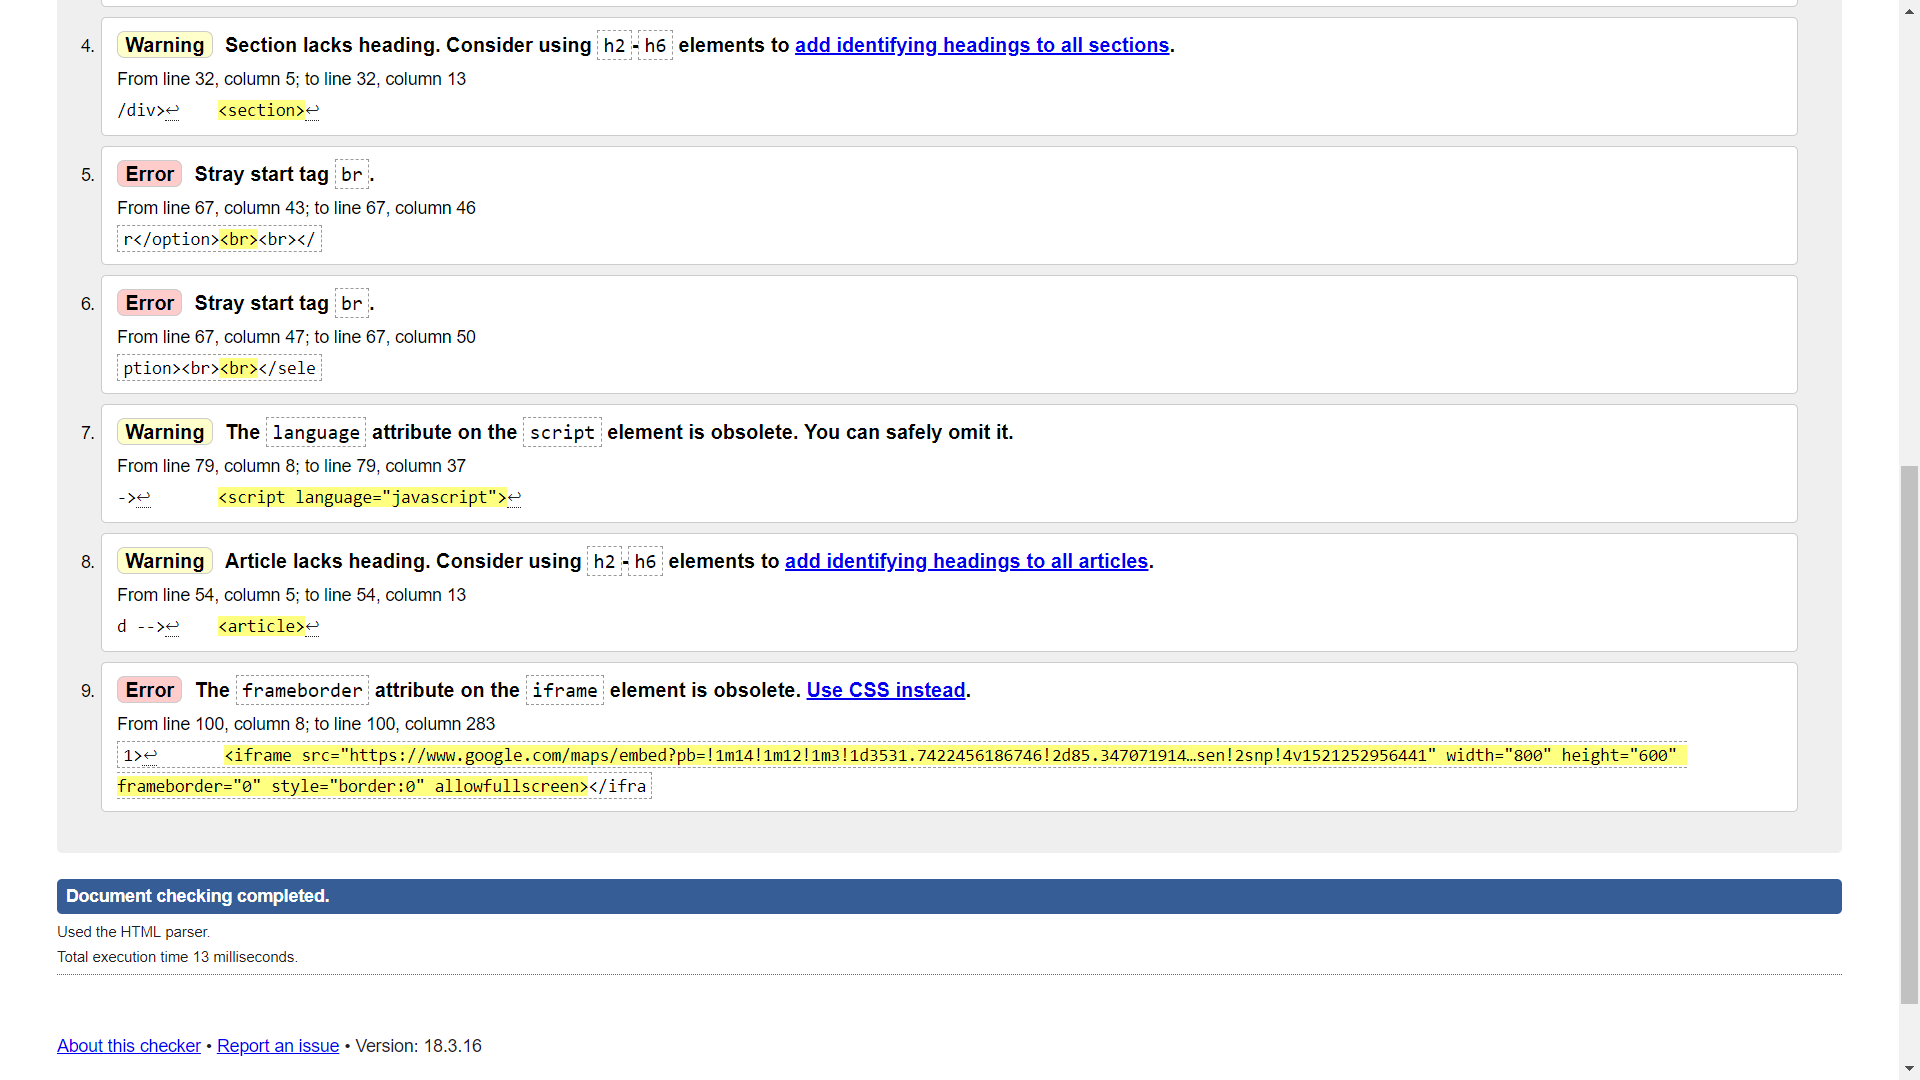 4. Warning Section lacks heading. Consider using h2-h6 elements to add identifying headings to all sections.
From line 32, column 5; to line 32, column 13
/div>↩    <section>↩
5. Error Stray start tag br.
From line 67, column 43; to line 67, column 46
r</option><br><br></
6. Error Stray start tag br.
From line 67, column 47; to line 67, column 50
ption><br><br></sele
7. Warning The language attribute on the script element is obsolete. You can safely omit it.
From line 79, column 8; to line 79, column 37
->↩       <script language="javascript">↩
8. Warning Article lacks heading. Consider using h2-h6 elements to add identifying headings to all articles.
From line 54, column 5; to line 54, column 13
d -->↩    <article>↩
9. Error The frameborder attribute on the iframe element is obsolete. Use CSS instead.
From line 100, column 8; to line 100, column 283
1>↩       <iframe src="https://www.google.com/maps/embed?pb=!1m14!1m12!1m3!1d3531.7422456186746!2d85.347071914…sen!2snp!4v1521252956441" width="800" height="600"
frameborder="0" style="border:0" allowfullscreen></ifra
Document checking completed.
Used the HTML parser.
Total execution time 13 milliseconds.
About this checker • Report an issue • Version: 18.3.16